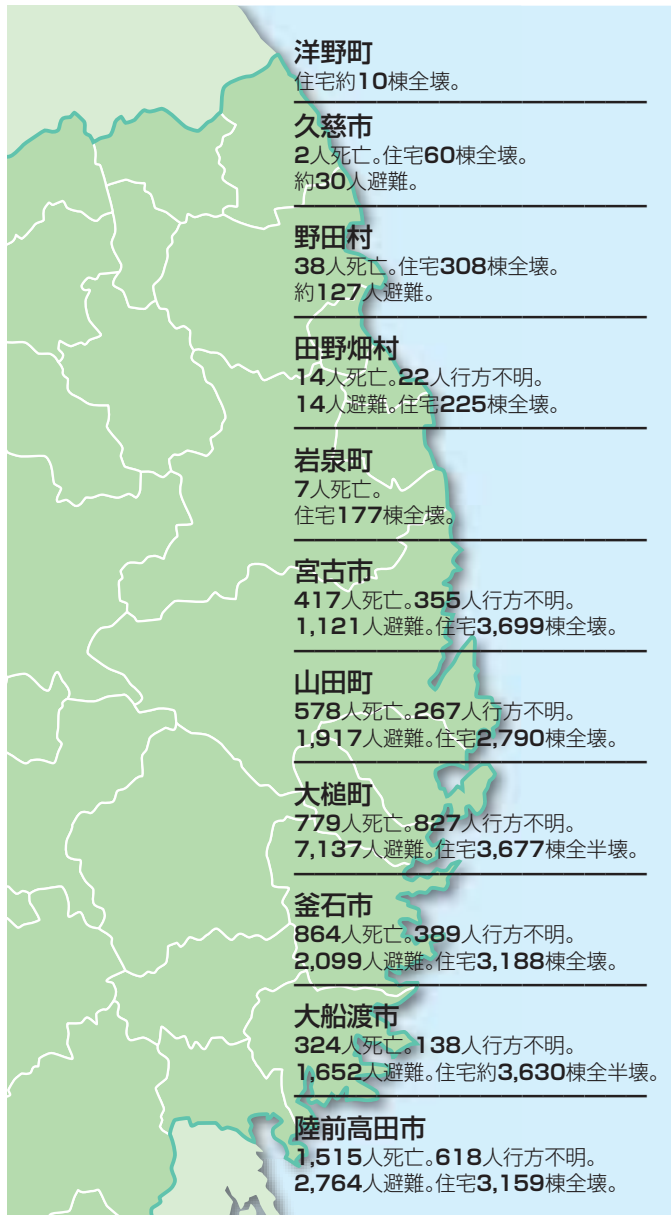 洋野町
住宅約10棟全壊。
久慈市
2人死亡。住宅60棟全壊。
約30人避難。
野田村
38人死亡。住宅308棟全壊。
約127人避難。
田野畑村
14人死亡。22人行方不明。
14人避難。住宅225棟全壊。
岩泉町
7人死亡。
住宅177棟全壊。
宮古市
417人死亡。355人行方不明。
1,121人避難。住宅3,699棟全壊。
山田町
578人死亡。267人行方不明。
1,917人避難。住宅2,790棟全壊。
大槌町
779人死亡。827人行方不明。
7,137人避難。住宅3,677棟全半壊。
釜石市
864人死亡。389人行方不明。
2,099人避難。住宅3,188棟全壊。
大船渡市
324人死亡。138人行方不明。
1,652人避難。住宅約3,630棟全半壊。
陸前高田市
1,515人死亡。618人行方不明。
2,764人避難。住宅3,159棟全壊。